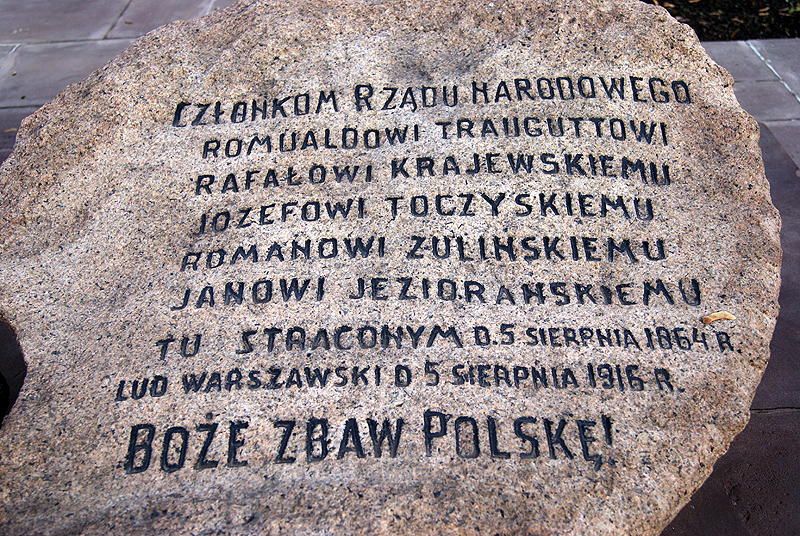 CZŁONKOM RZĄDU NARODOWEGO
ROMUALDOWI TRAUGUTTOWI
RAFAŁOWI KRAJEWSKIEMU
JOZEFOWI TOCZYSKIEMU
ROMANOWI ŻULIŃSKIEMU
JANOWI JEZIORAŃSKIEMU
TU STRACONYM D. 5 SIERPNIA 1864 R.
LUD WARSZAWSKI D 5 SIERPNIA 1916 R.
BOŻE ZBAW POLSKĘ!